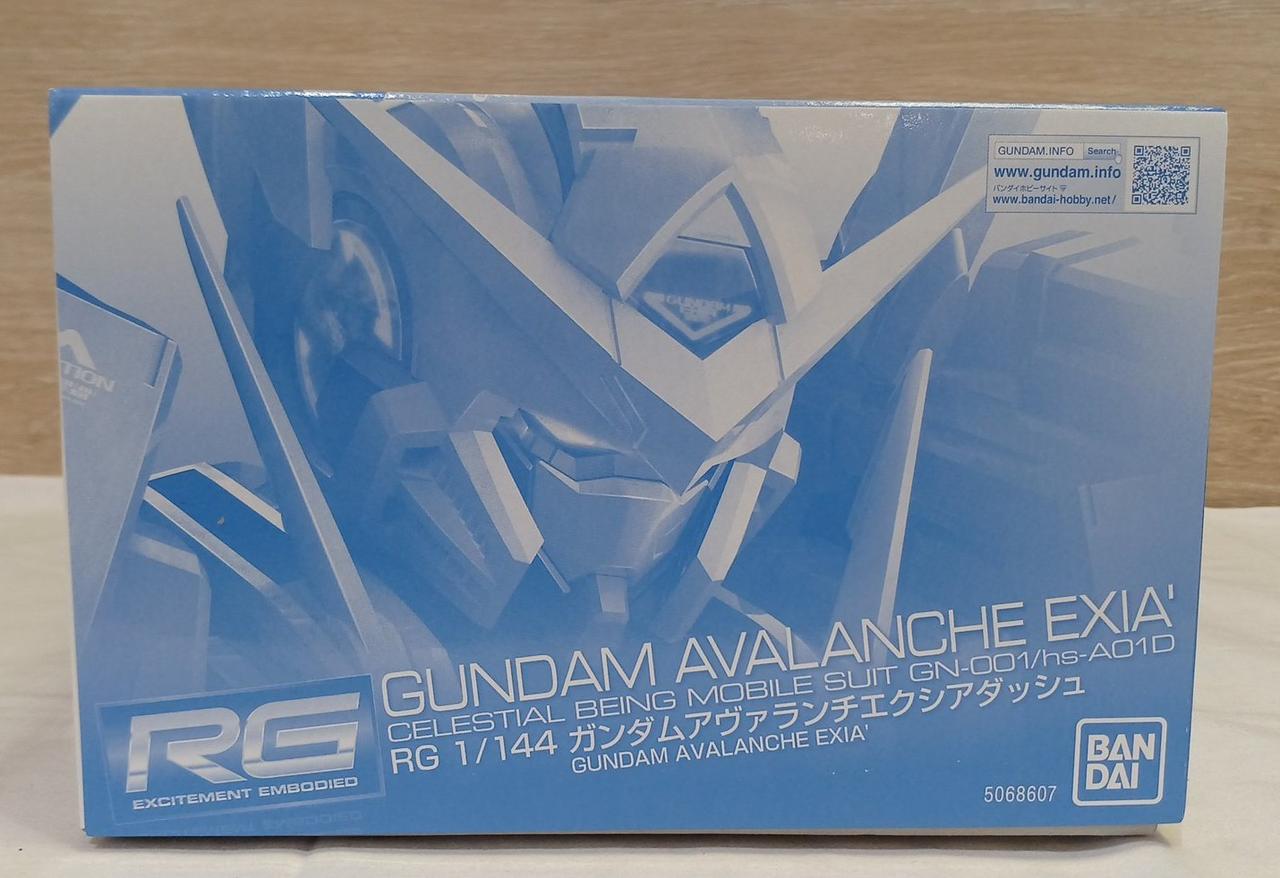 GUNDAM.INFO Search
www.gundam.info
バンダイホビーサイト
www.bandai-hobby.net/
GUNDAM
TION
GUNDAM AVALANCHE EXIA'
CELESTIAL BEING MOBILE SUIT GN-001/hs-A01D
RG 1/144 ガンダムアヴァランチエクシアダッシュ
GUNDAM AVALANCHE EXIA'
RG
EXCITEMENT EMBODIED
BAN
DAI
5068607